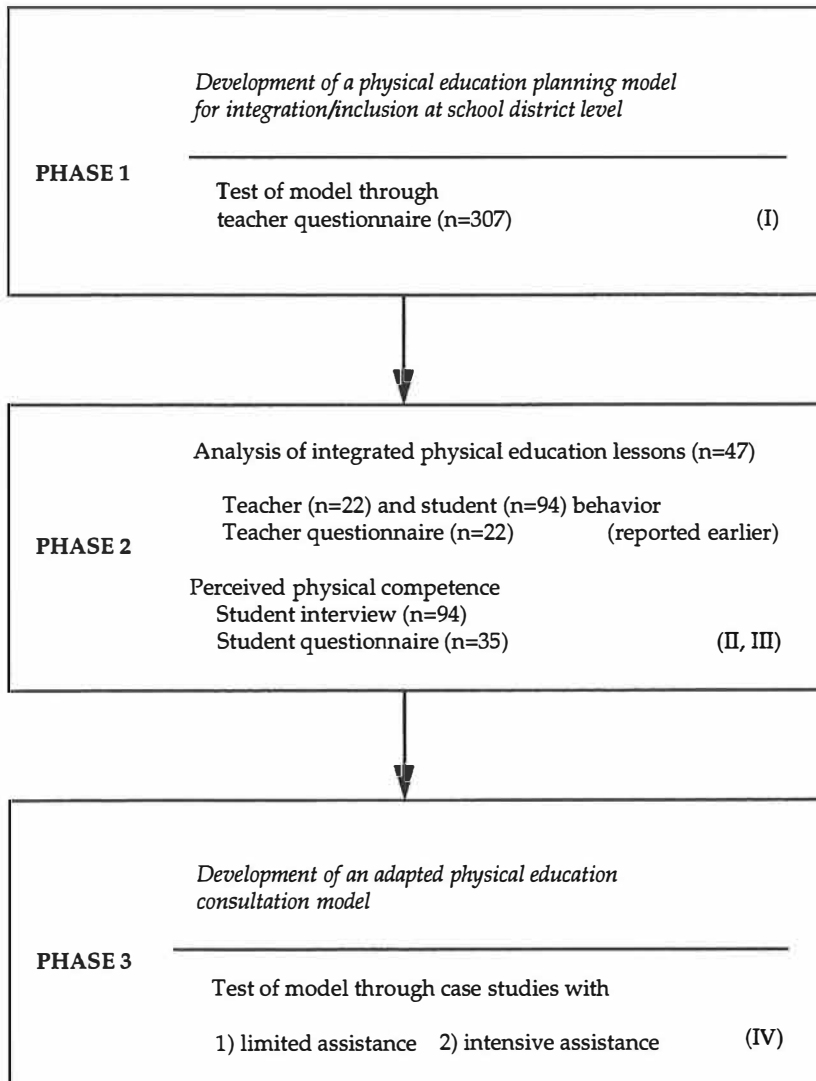 Development of a physical education planning model
for integration/inclusion at school district level
PHASE 1
Test of model through
teacher questionnaire (n=307) (I)
Analysis of integrated physical education lessons (n=47)
Teacher (n=22) and student (n=94) behavior
PHASE 2
Teacher questionnaire (n=22) (reported earlier)
Perceived physical competence
Student interview (n=94)
Student questionnaire (n=35) (II, III)
Development of an adapted physical education
consultation model
PHASE 3
Test of model through case studies with
1) limited assistance 2) intensive assistance (IV)